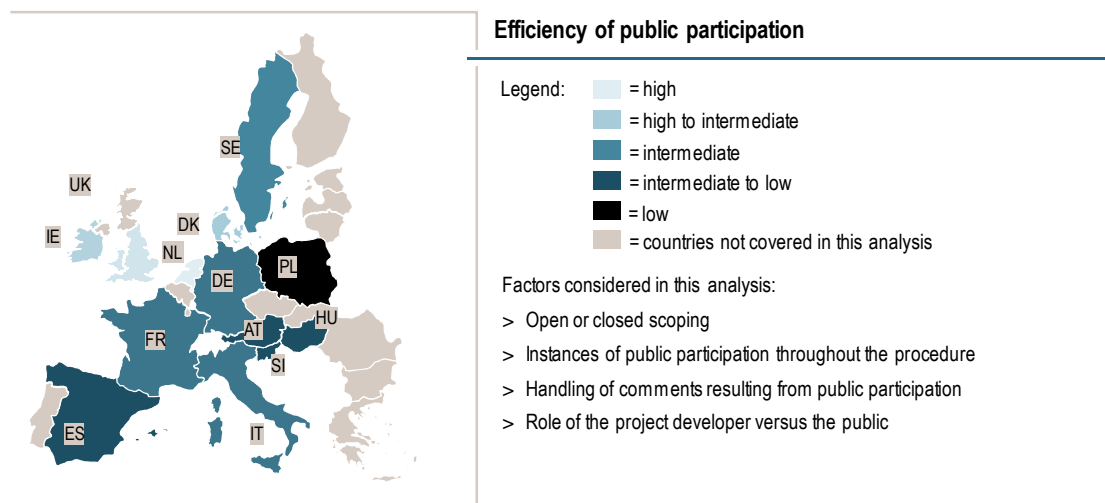 Efficiency of public participation
Legend:
= high
= high to intermediate
= intermediate
= intermediate to low
= low
= countries not covered in this analysis
Factors considered in this analysis:
> Open or closed scoping
> Instances of public participation throughout the procedure
> Handling of comments resulting from public participation
> Role of the project developer versus the public
SE
UK
DK
IE
NL
PL
DE
HU
AT
FR
SI
ES
IT